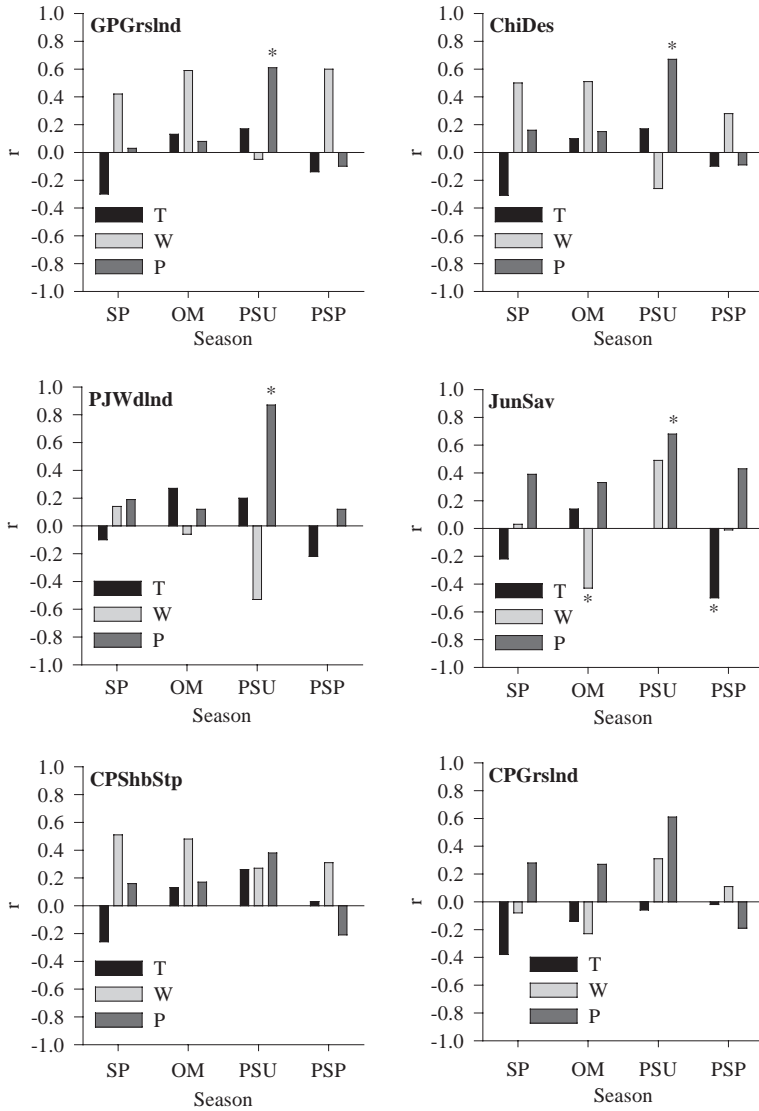 GPGrslnd
1.0
0.8
0.6
0.4
0.2
0.0
-0.2
-0.4
-0.6
-0.8
-1.0
r
*
T
W
P
SP OM PSU PSP
Season
ChiDes
1.0
0.8
0.6
0.4
0.2
0.0
-0.2
-0.4
-0.6
-0.8
-1.0
r
*
T
W
P
SP OM PSU PSP
Season
PJWdlnd
1.0
0.8
0.6
0.4
0.2
0.0
-0.2
-0.4
-0.6
-0.8
-1.0
r
*
T
W
P
SP OM PSU PSP
Season
JunSav
1.0
0.8
0.6
0.4
0.2
0.0
-0.2
-0.4
-0.6
-0.8
-1.0
r
*
*
*
T
W
P
SP OM PSU PSP
Season
CPShbStp
1.0
0.8
0.6
0.4
0.2
0.0
-0.2
-0.4
-0.6
-0.8
-1.0
r
T
W
P
SP OM PSU PSP
Season
CPGrslnd
1.0
0.8
0.6
0.4
0.2
0.0
-0.2
-0.4
-0.6
-0.8
-1.0
r
T
W
P
SP OM PSU PSP
Season